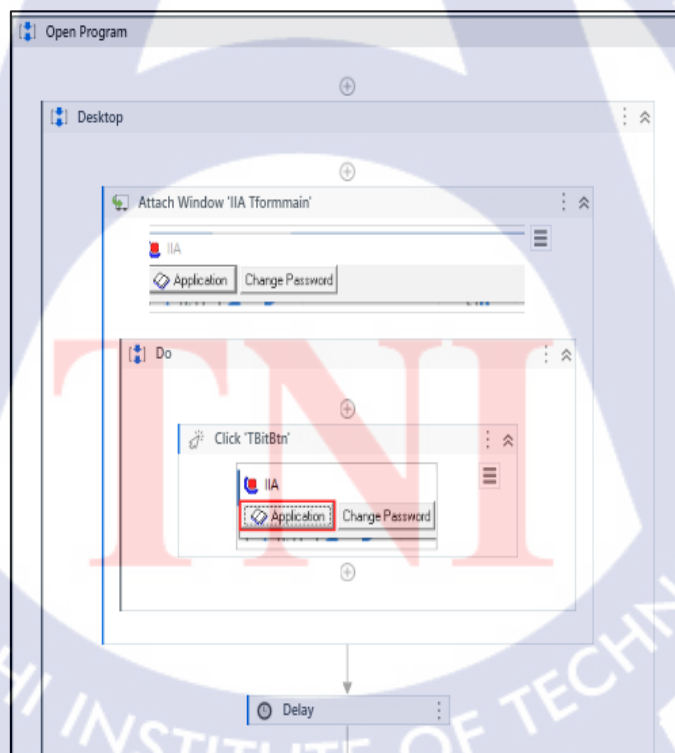 Open Program
Desktop
Attach Window 'IIA Tformmain'
IIA
Application Change Password
Do
Click 'TBitBtn'
IIA
Application Change Password
Delay
TNI
HI INSTITUTE OF TECHN